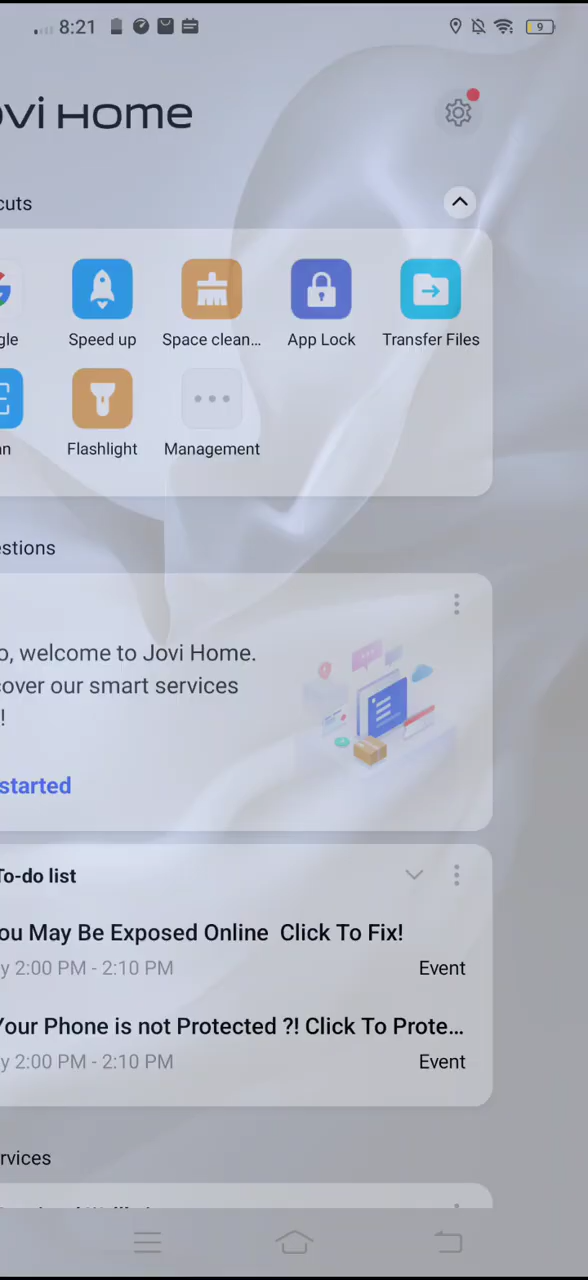 8:21
9
ovi Home
cuts
gle
Speed up
Space clean...
App Lock
Transfer Files
n
Flashlight
Management
estions
o, welcome to Jovi Home.
cover our smart services
!
started
To-do list
ou May Be Exposed Online Click To Fix!
y 2:00 PM - 2:10 PM
Event
Your Phone is not Protected ?! Click To Prote...
y 2:00 PM - 2:10 PM
Event
rvices